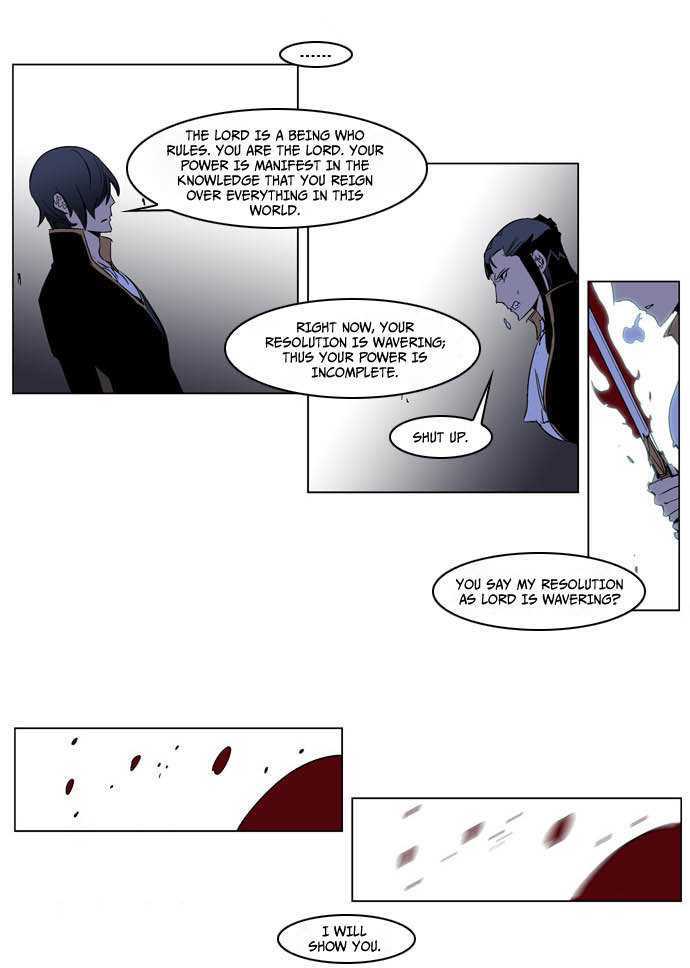 ......
THE LORD IS A BEING WHO
RULES. YOU ARE THE LORD. YOUR
POWER IS MANIFEST IN THE
KNOWLEDGE THAT YOU REIGN
OVER EVERYTHING IN THIS
WORLD.
RIGHT NOW, YOUR
RESOLUTION IS WAVERING;
THUS YOUR POWER IS
INCOMPLETE.
SHUT UP.
YOU SAY MY RESOLUTION
AS LORD IS WAVERING?
I WILL
SHOW YOU.